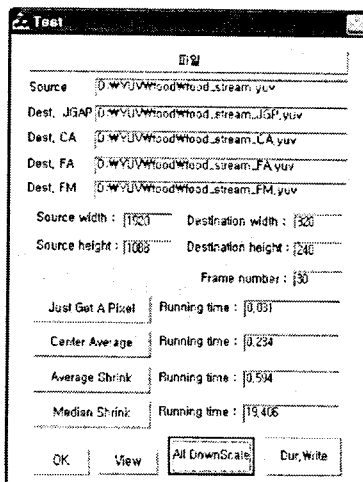 Test
파일
Source D:₩YUV₩food₩food_stream.yuv
Dest. JGAP D:₩YUV₩food₩food_stream_JGP.yuv
Dest. CA D:₩YUV₩food₩food_stream_CA.yuv
Dest. FA D:₩YUV₩food₩food_stream_FA.yuv
Dest. FM D:₩YUV₩food₩food_stream_FM.yuv
Source width : 1920 Destination width : 320
Source height : 1088 Destination height : 240
Frame number : 30
Just Get A Pixel Running time : 0,031
Center Average Running time : 0,234
Average Shrink Running time : 0,594
Median Shrink Running time : 19,406
OK View All DownScale Dur,Write